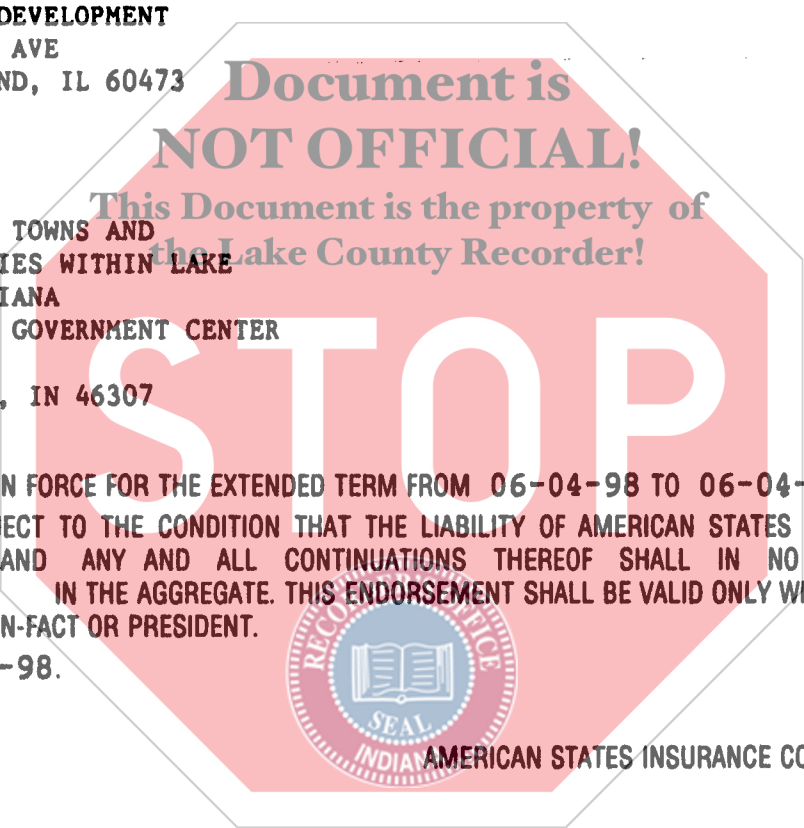 DEVELOPMENT
AVE
ND, IL 60473
Document is
NOT OFFICIAL!
This Document is the property of
the Lake County Recorder!
TOWNS AND
IES WITHIN LAKE
IANA
GOVERNMENT CENTER
, IN 46307
STOP
N FORCE FOR THE EXTENDED TERM FROM 06-04-98 TO 06-04-
JECT TO THE CONDITION THAT THE LIABILITY OF AMERICAN STATES
AND ANY AND ALL CONTINUATIONS THEREOF SHALL IN NO
IN THE AGGREGATE. THIS ENDORSEMENT SHALL BE VALID ONLY WI
N-FACT OR PRESIDENT.
-98.
RECORDER'S OFFICE
SEAL
INDIANA
AMERICAN STATES INSURANCE CO